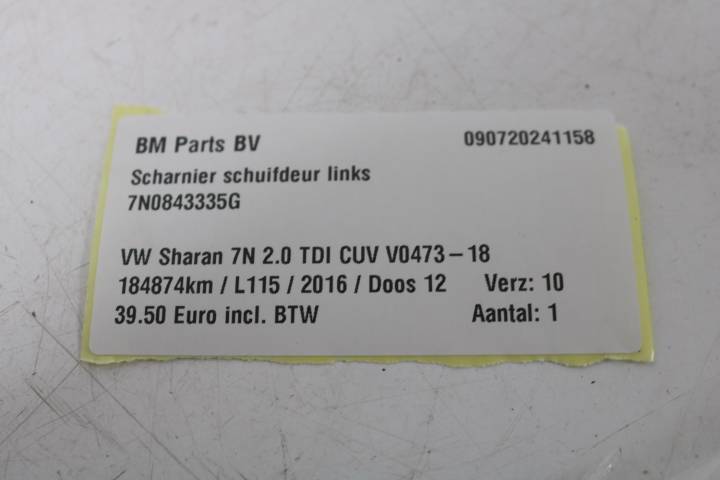 BM Parts BV 090720241158
Scharnier schuifdeur links
7N0843335G
VW Sharan 7N 2.0 TDI CUV V0473-18
184874km / L115 / 2016 / Doos 12 Verz: 10
39.50 Euro incl. BTW Aantal: 1